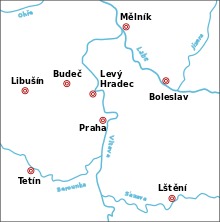 Mělník
Ohře
Labe
Jizera
Budeč
Levý
Hradec
Libušín
Boleslav
Praha
Vltava
Tetín
Berounka
Sázava
Lštění